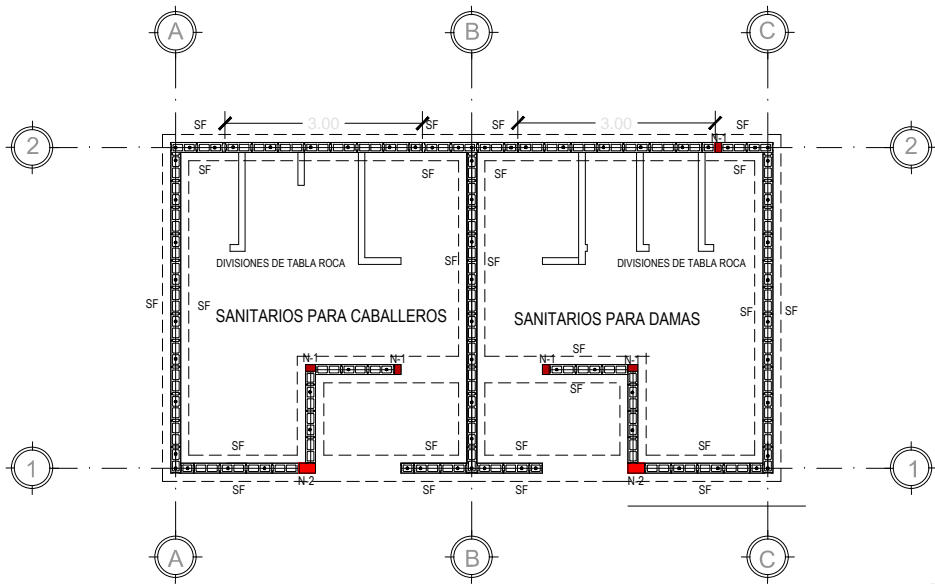 A B C
SF 3.00 SF SF 3.00 SF
N-1
2 2
SF SF SF SF
DIVISIONES DE TABLA ROCA DIVISIONES DE TABLA ROCA
SF SF
SF SF SF SF
SANITARIOS PARA CABALLEROS SANITARIOS PARA DAMAS
SF
N-1 N-1 N-1 N-1
SF
SF SF SF SF
1 1
N-2 N-2
SF SF SF SF
A B C